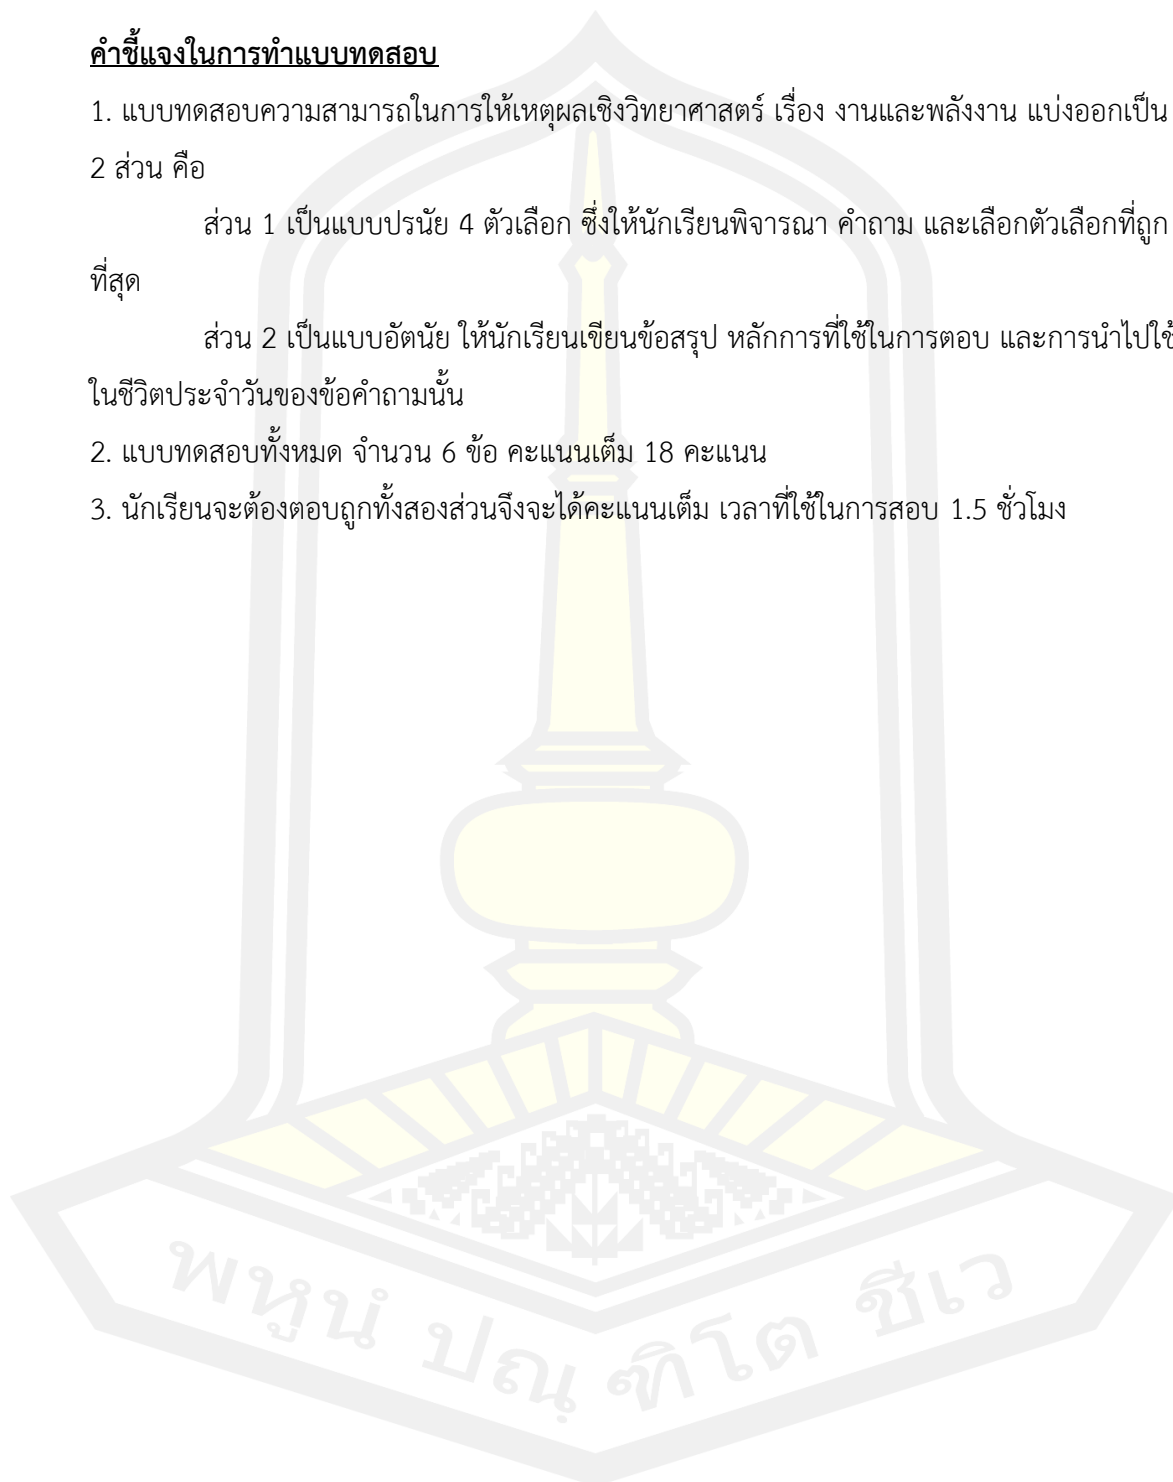 คำชี้แจงในการทำแบบทดสอบ
1. แบบทดสอบความสามารถในการให้เหตุผลเชิงวิทยาศาสตร์ เรื่อง งานและพลังงาน แบ่งออกเป็น
2 ส่วน คือ
ส่วน 1 เป็นแบบปรนัย 4 ตัวเลือก ซึ่งให้นักเรียนพิจารณา คำถาม และเลือกตัวเลือกที่ถูก
ที่สุด
ส่วน 2 เป็นแบบอัตนัย ให้นักเรียนเขียนข้อสรุป หลักการที่ใช้ในการตอบ และการนำไปใช้
ในชีวิตประจำวันของข้อคำถามนั้น
2. แบบทดสอบทั้งหมด จำนวน 6 ข้อ คะแนนเต็ม 18 คะแนน
3. นักเรียนจะต้องตอบถูกทั้งสองส่วนจึงจะได้คะแนนเต็ม เวลาที่ใช้ในการสอบ 1.5 ชั่วโมง
พหูนํ ปณฺ ฑิโต ชีเว